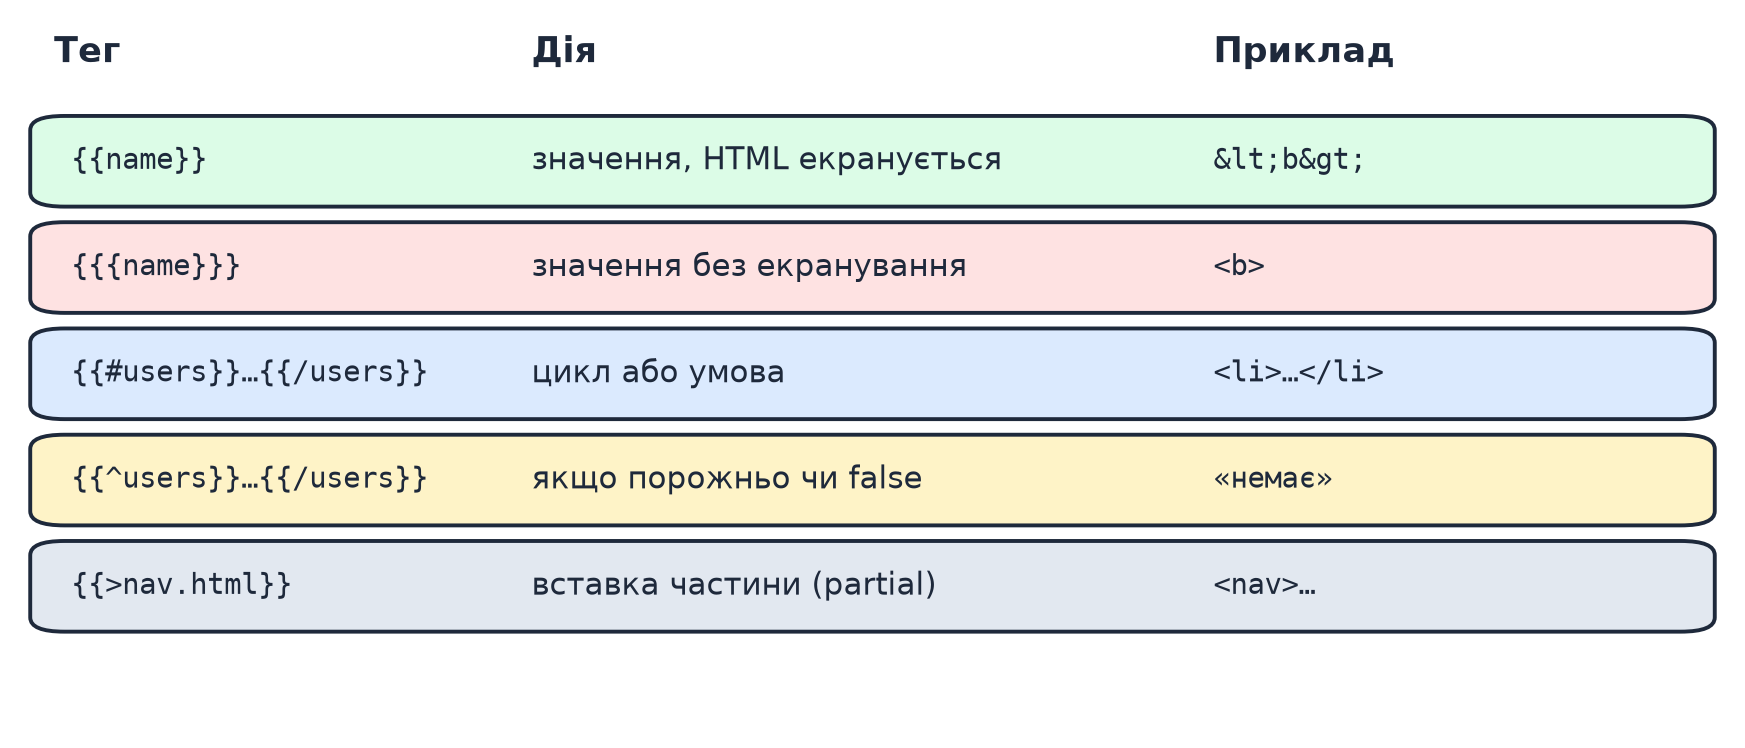 Тег Дія Приклад
{{name}} значення, HTML екранується &lt;b&gt;
{{{name}}} значення без екранування <b>
{{#users}}…{{/users}} цикл або умова <li>…</li>
{{^users}}…{{/users}} якщо порожньо чи false «немає»
{{>nav.html}} вставка частини (partial) <nav>…